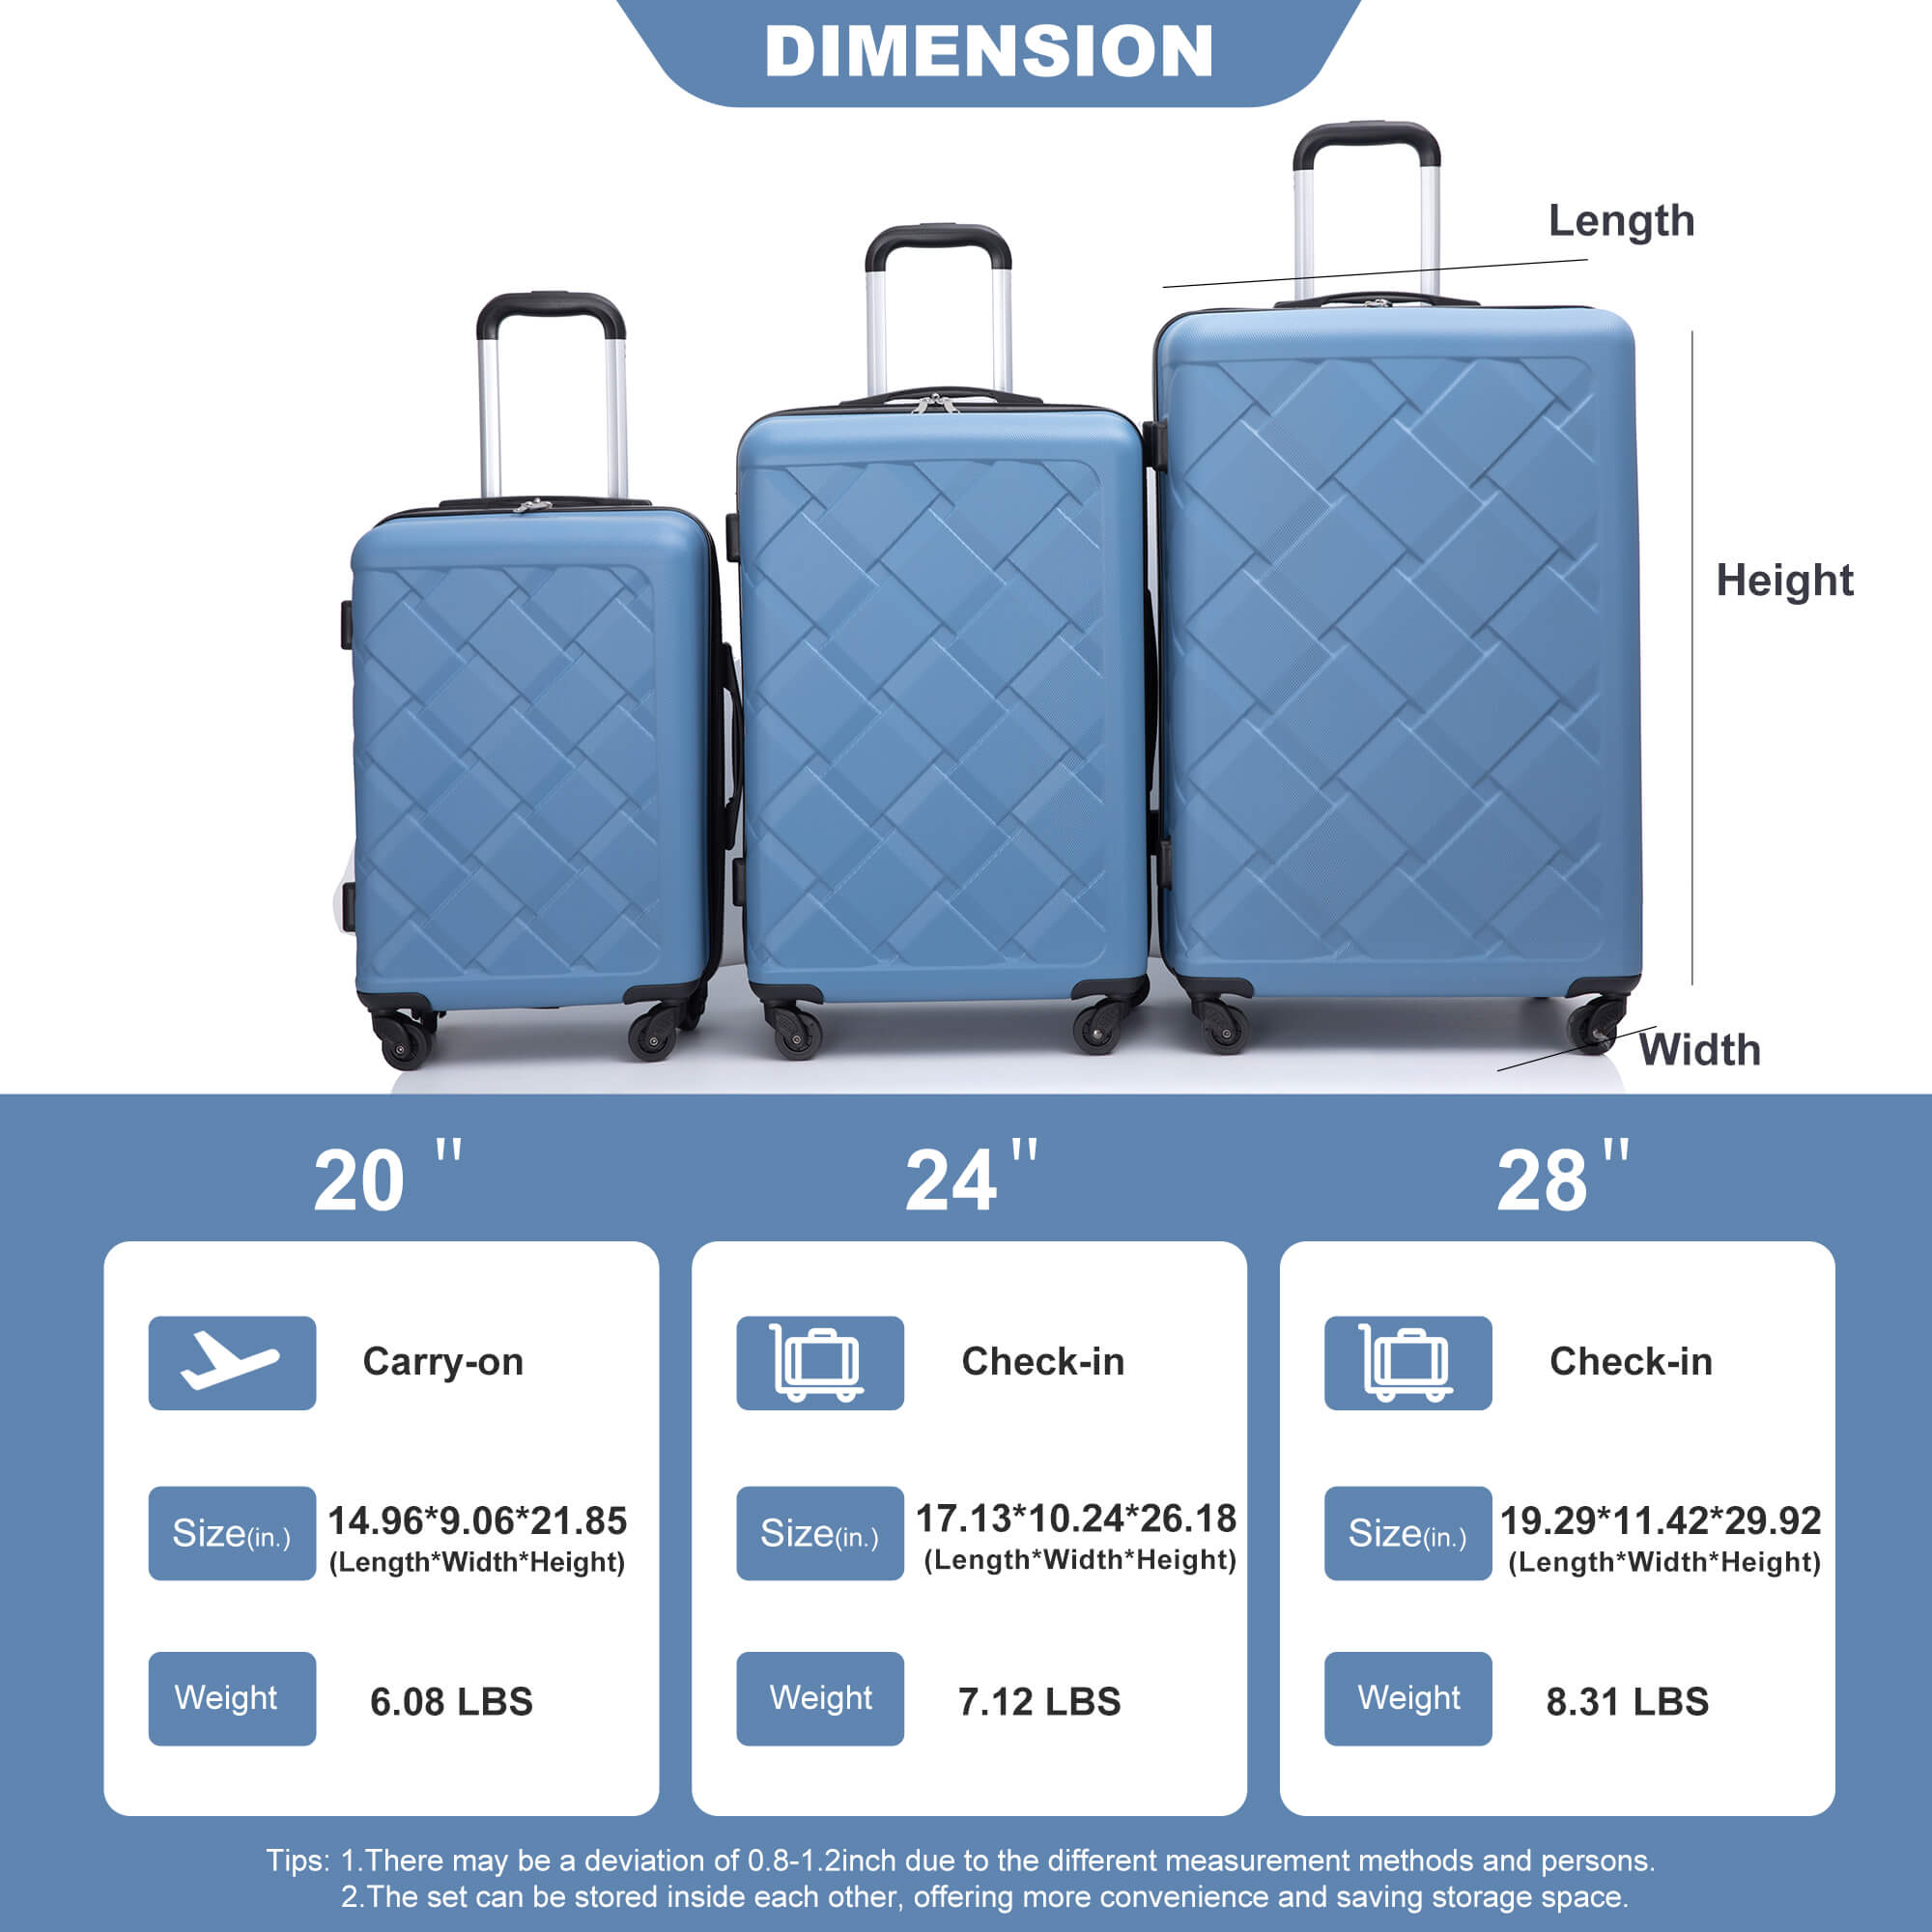 DIMENSION
Length
Height
Width
20 "
24 "
28 "
Carry-on
Size(in.) 14.96*9.06*21.85
(Length*Width*Height)
Weight 6.08 LBS
Check-in
Size(in.) 17.13*10.24*26.18
(Length*Width*Height)
Weight 7.12 LBS
Check-in
Size(in.) 19.29*11.42*29.92
(Length*Width*Height)
Weight 8.31 LBS
Tips: 1.There may be a deviation of 0.8-1.2inch due to the different measurement methods and persons.
2.The set can be stored inside each other, offering more convenience and saving storage space.